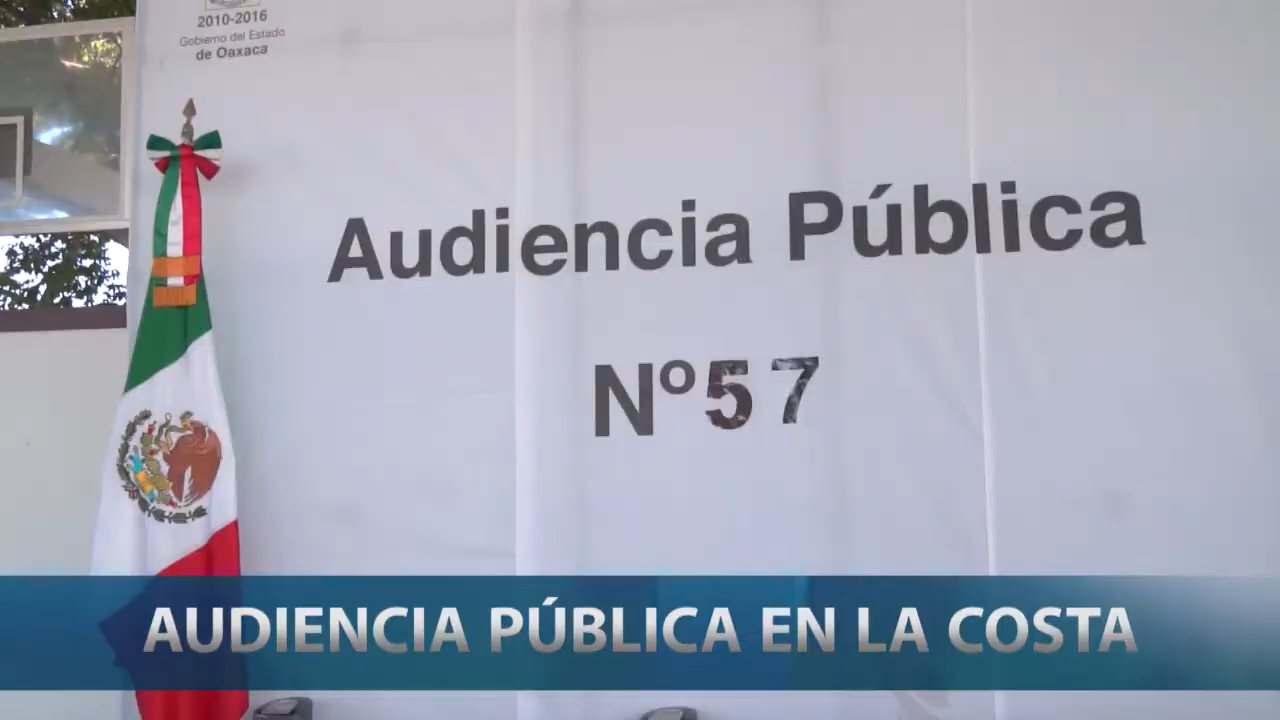 2010-2016
Gobierno del Estado
de Oaxaca
Audiencia Pública
Nº57
AUDIENCIA PÚBLICA EN LA COSTA